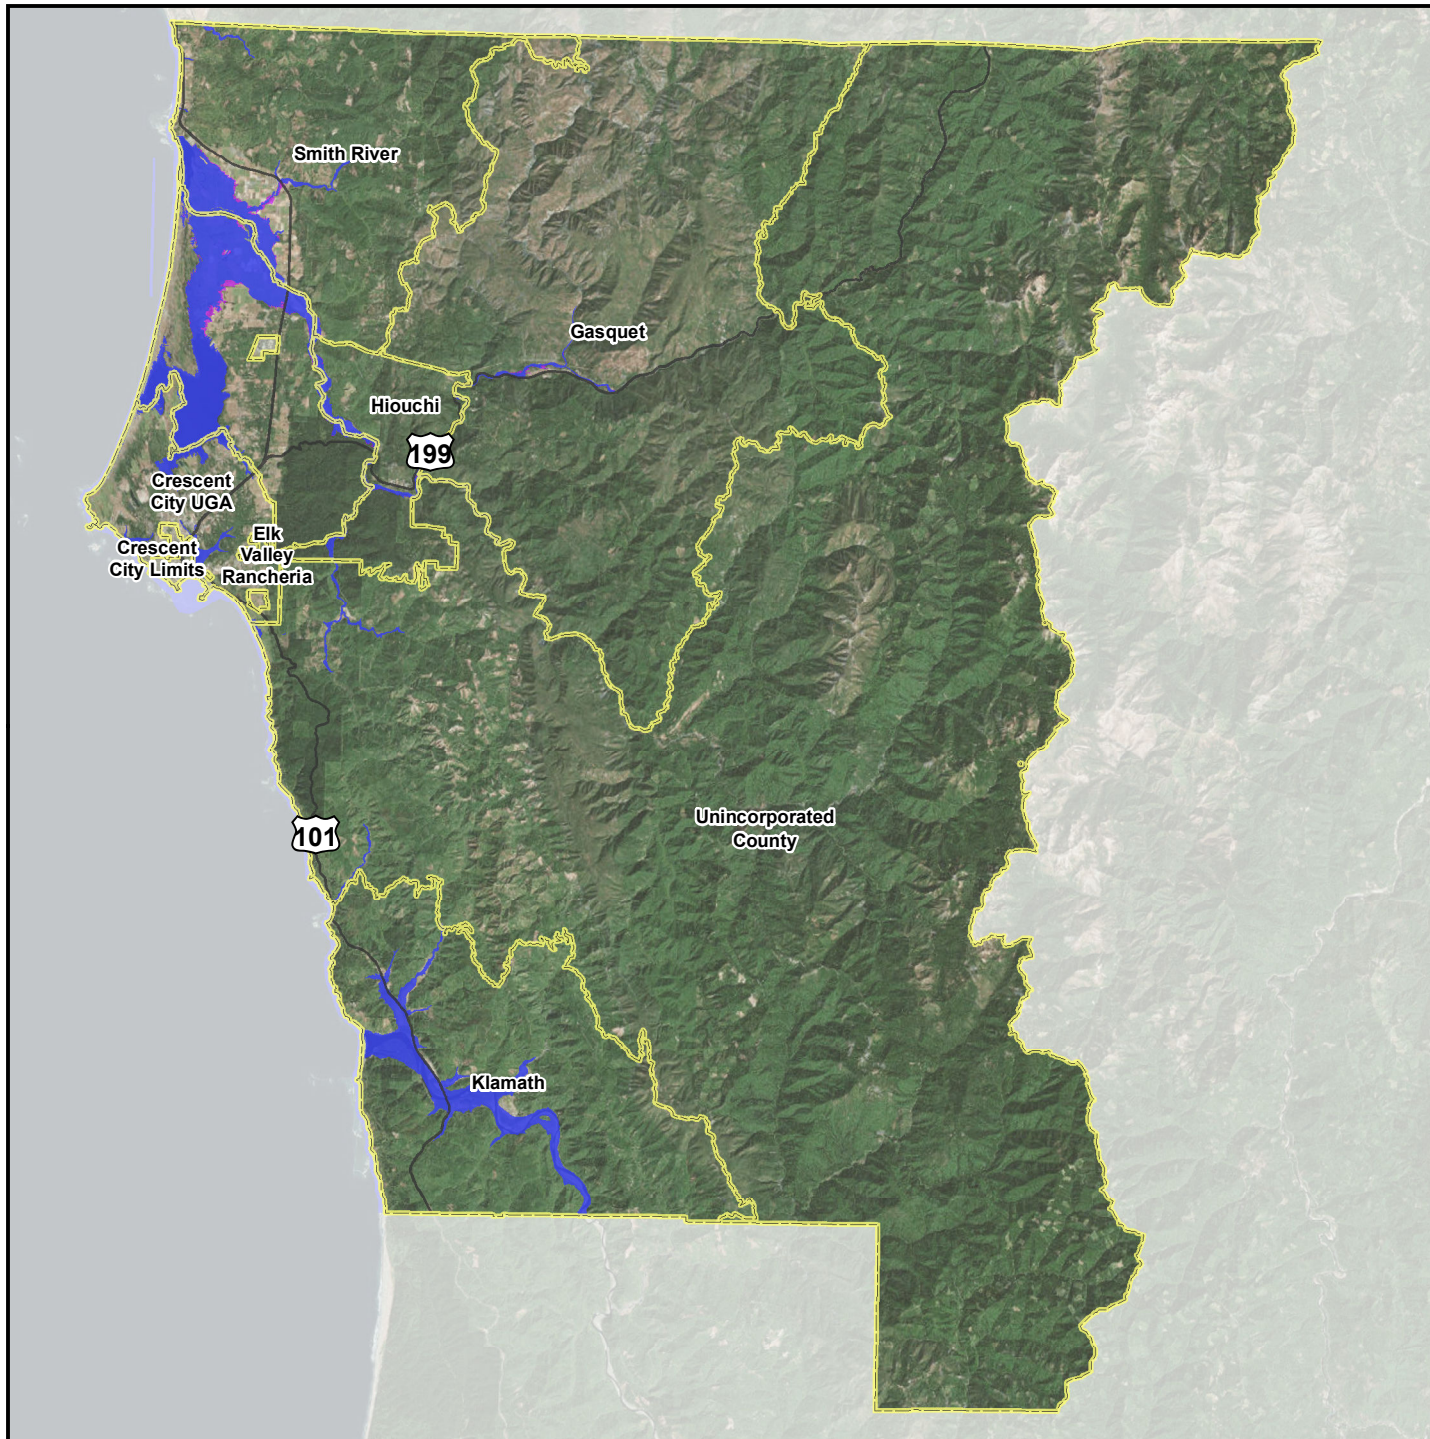 Smith River
Gasquet
Hiouchi
199
Crescent
City UGA
Elk
Valley
Rancheria
Crescent
City Limits
Unincorporated
County
101
Klamath